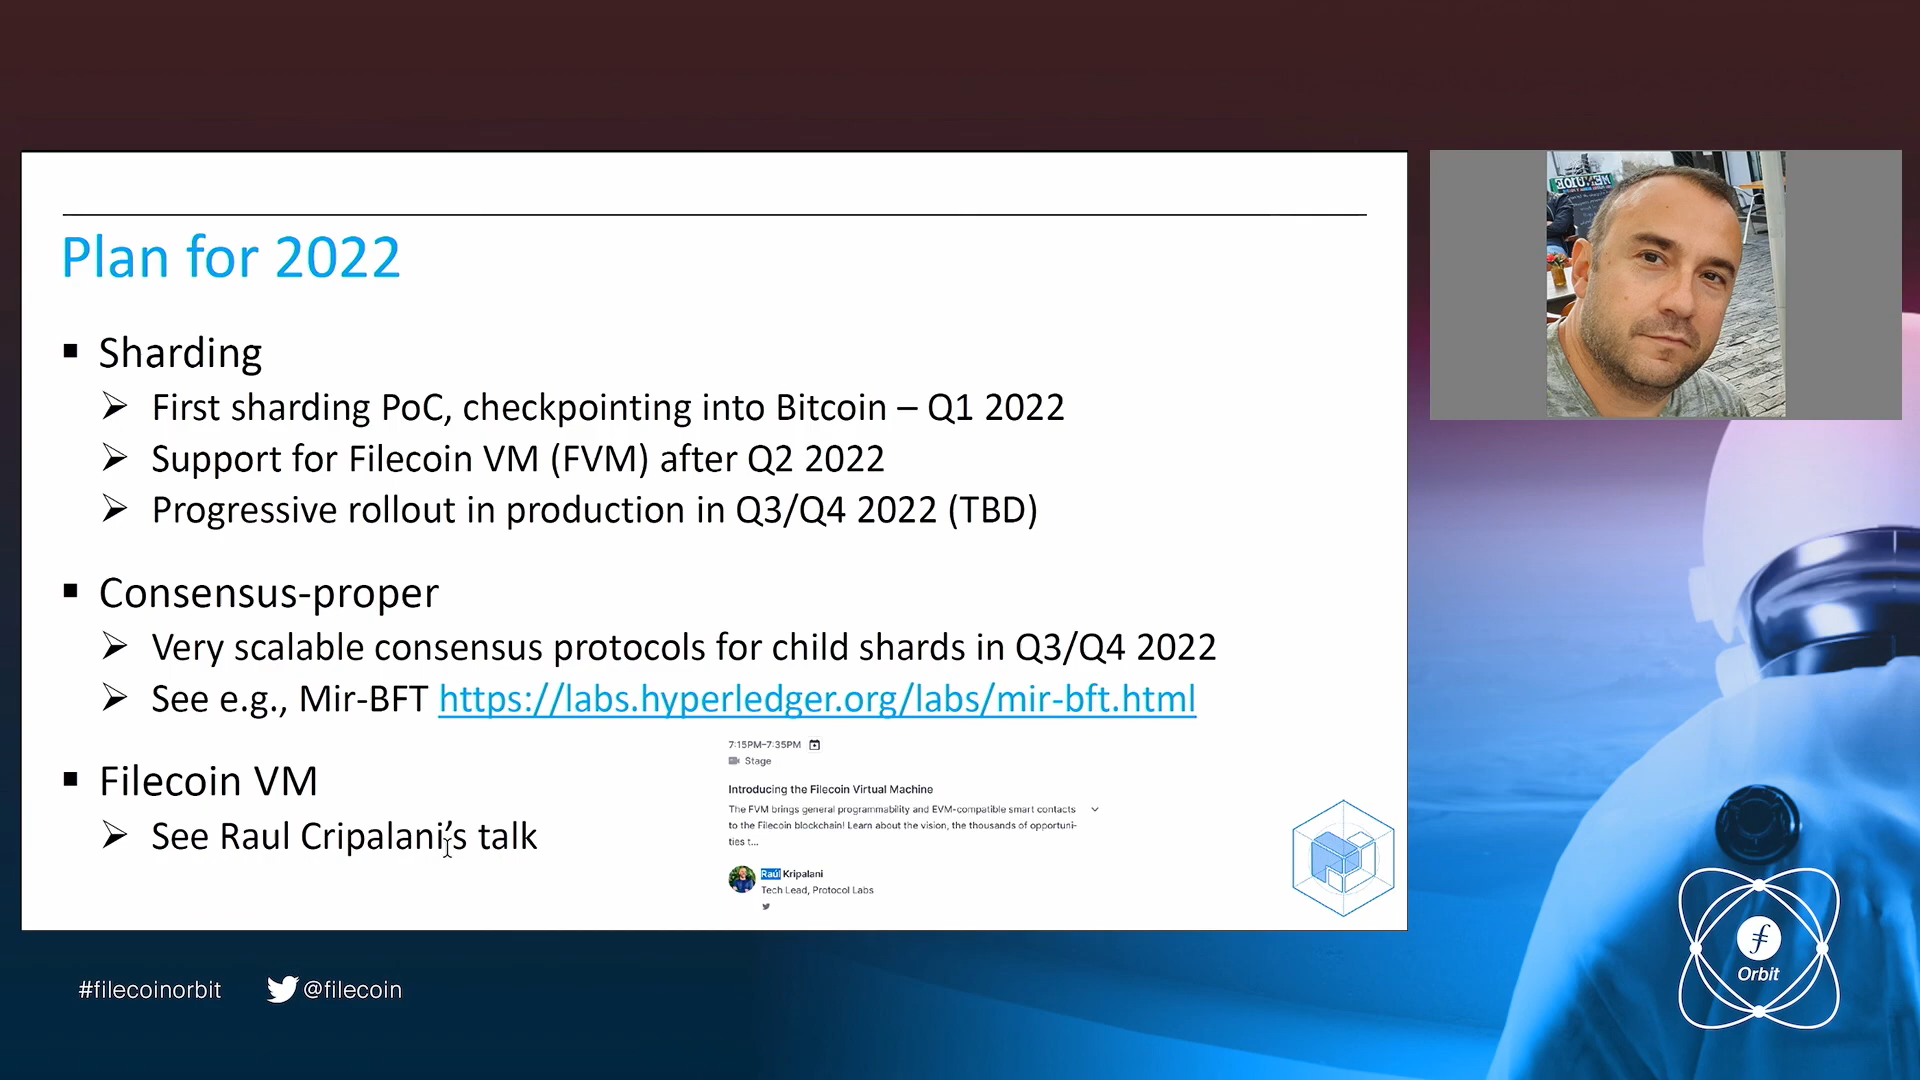 Plan for 2022
▪ Sharding
➢ First sharding PoC, checkpointing into Bitcoin – Q1 2022
➢ Support for Filecoin VM (FVM) after Q2 2022
➢ Progressive rollout in production in Q3/Q4 2022 (TBD)
▪ Consensus-proper
➢ Very scalable consensus protocols for child shards in Q3/Q4 2022
➢ See e.g., Mir-BFT https://labs.hyperledger.org/labs/mir-bft.html
▪ Filecoin VM
➢ See Raul Cripalani's talk
7:15PM–7:35PM
Stage
Introducing the Filecoin Virtual Machine
The FVM brings general programmability and EVM-compatible smart contacts
to the Filecoin blockchain! Learn about the vision, the thousands of opportuni-
ties t...
Raúl Kripalani
Tech Lead, Protocol Labs
#filecoinorbit
@filecoin
Orbit